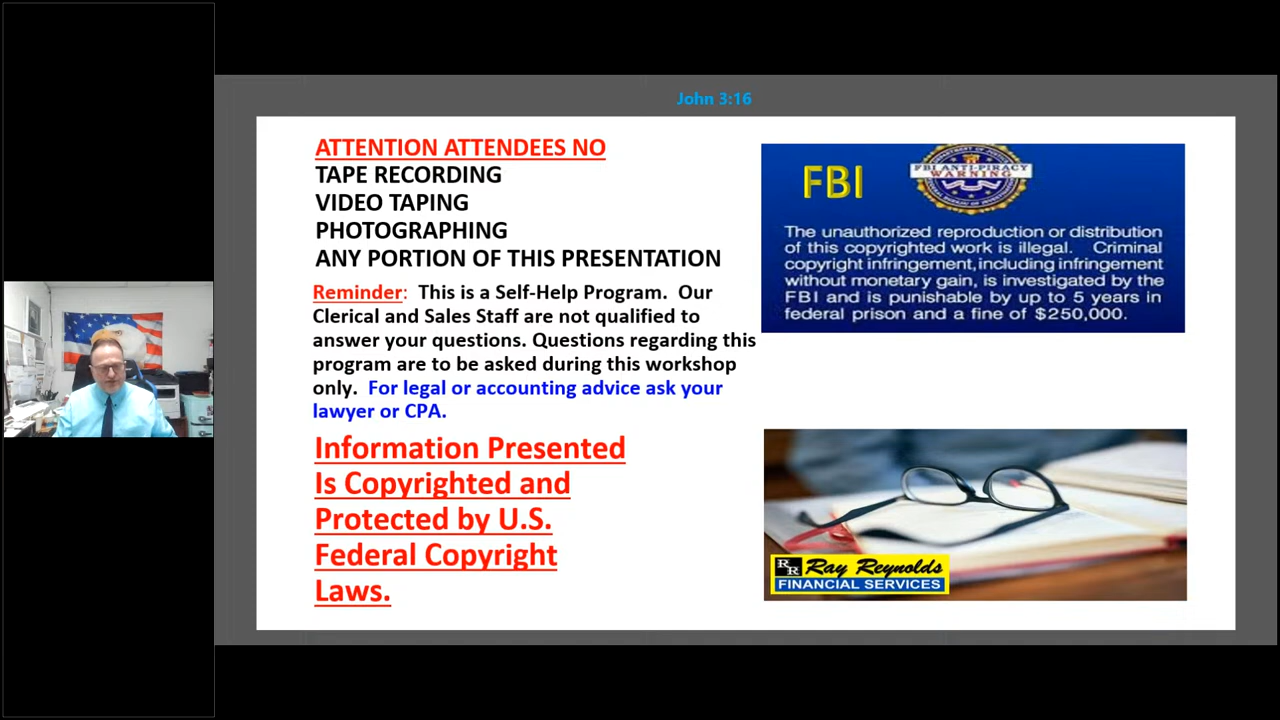 John 3:16
ATTENTION ATTENDEES NO
TAPE RECORDING
VIDEO TAPING
PHOTOGRAPHING
ANY PORTION OF THIS PRESENTATION
Reminder: This is a Self-Help Program. Our
Clerical and Sales Staff are not qualified to
answer your questions. Questions regarding this
program are to be asked during this workshop
only. For legal or accounting advice ask your
lawyer or CPA.
Information Presented
Is Copyrighted and
Protected by U.S.
Federal Copyright
Laws.
FBI
FBI ANTI-PIRACY
WARNING
The unauthorized reproduction or distribution
of this copyrighted work is illegal. Criminal
copyright infringement, including infringement
without monetary gain, is investigated by the
FBI and is punishable by up to 5 years in
federal prison and a fine of $250,000.
RR Ray Reynolds
FINANCIAL SERVICES